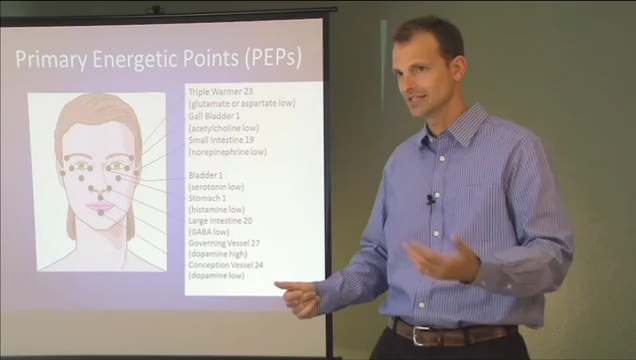 Primary Energetic Points (PEPs)
Triple Warmer 23
(glutamate or aspartate low)
Gall Bladder 1
(acetylcholine low)
Small Intestine 19
(norepinephrine low)
Bladder 1
(serotonin low)
Stomach 1
(histamine low)
Large Intestine 20
(GABA low)
Governing Vessel 27
(dopamine high)
Conception Vessel 24
(dopamine low)